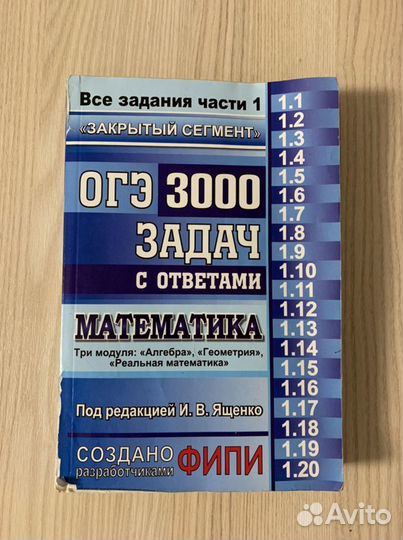 Все задания части 1
«ЗАКРЫТЫЙ СЕГМЕНТ»
ОГЭ 3000
ЗАДАЧ
С ОТВЕТАМИ
МАТЕМАТИКА
Три модуля: «Алгебра», «Геометрия»,
«Реальная математика»
Под редакцией И. В. Ященко
СОЗДАНО
разработчиками
ФИПИ
1.1
1.2
1.3
1.4
1.5
1.6
1.7
1.8
1.9
1.10
1.11
1.12
1.13
1.14
1.15
1.16
1.17
1.18
1.19
1.20
Avito